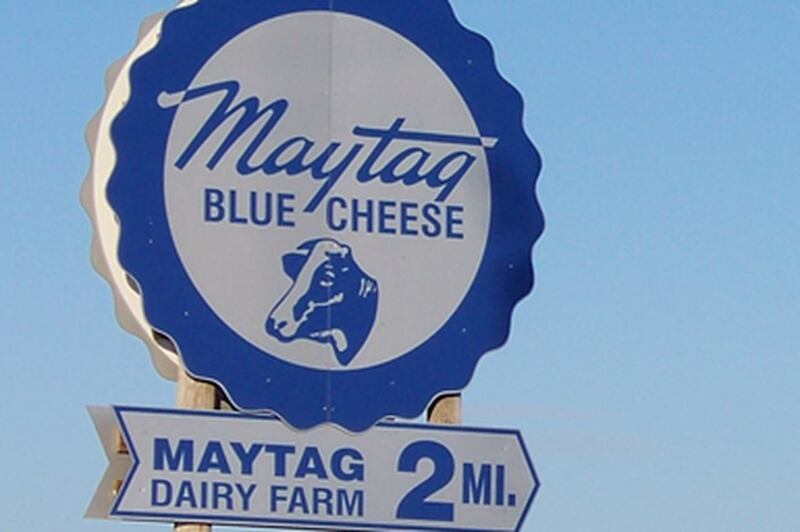 Maytag
BLUE CHEESE
MAYTAG
DAIRY FARM
2 MI.